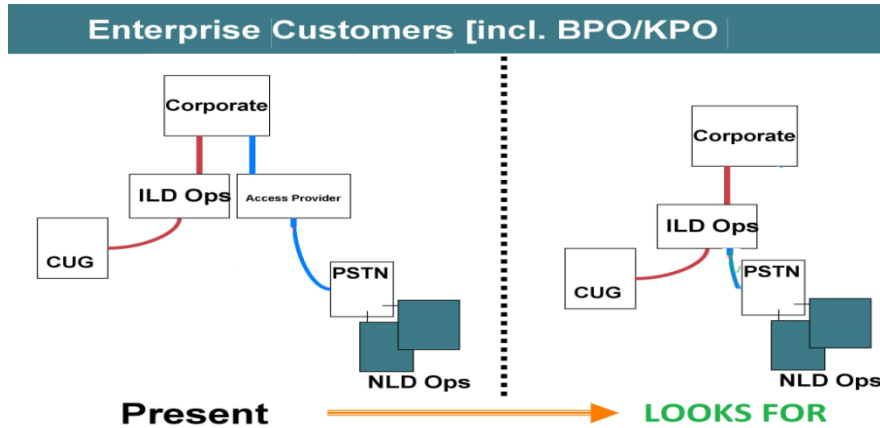 Enterprise Customers [incl. BPO/KPO
Corporate
ILD Ops
Access Provider
CUG
PSTN
NLD Ops
Present
Corporate
ILD Ops
CUG
PSTN
NLD Ops
LOOKS FOR